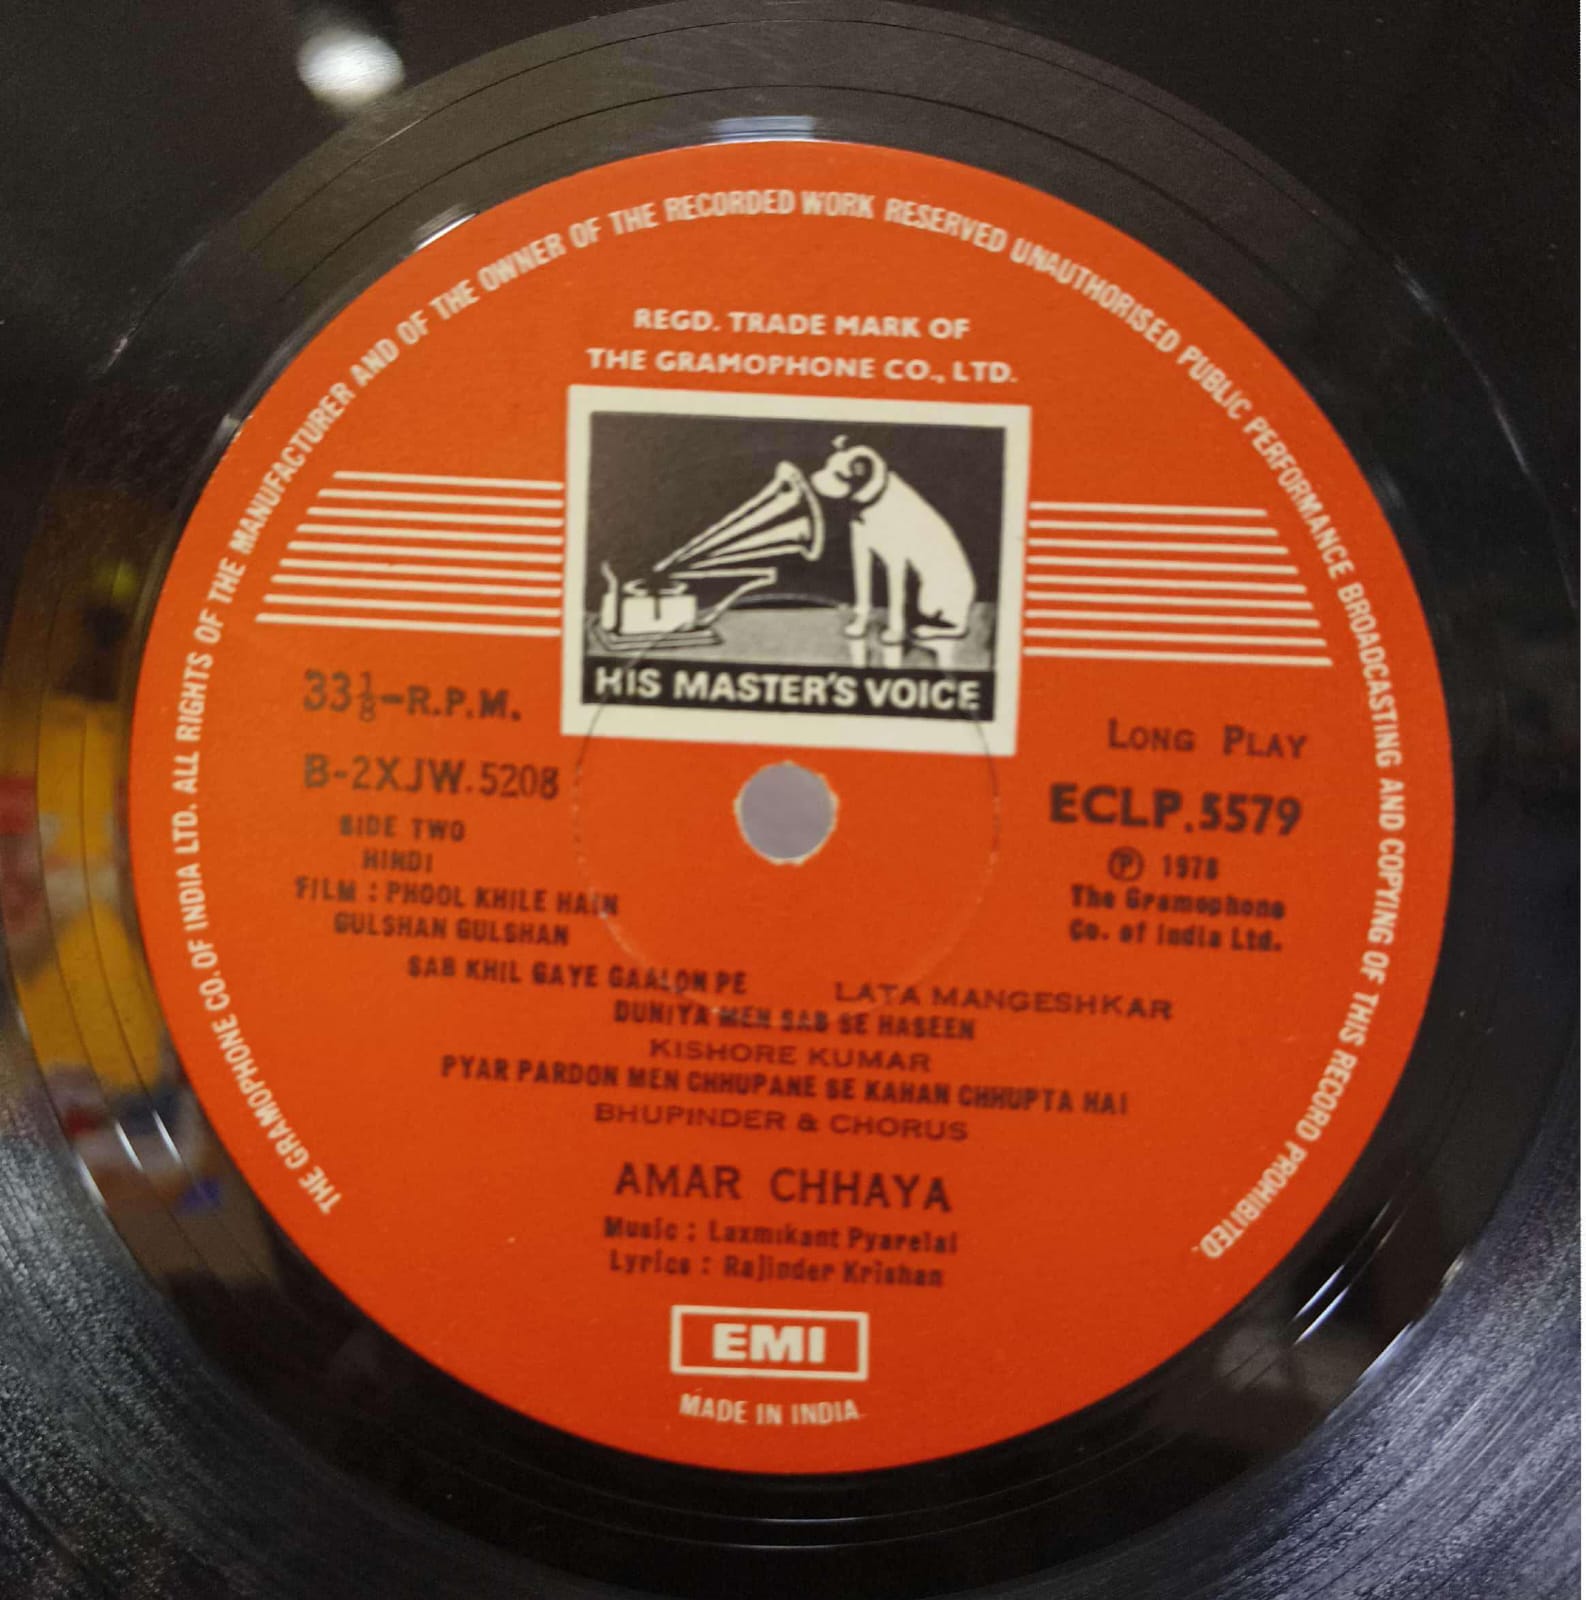 THE GRAMOPHONE CO. OF INDIA LTD. ALL RIGHTS OF THE MANUFACTURER AND OF THE OWNER OF THE RECORDED WORK RESERVED UNAUTHORISED PUBLIC PERFORMANCE BROADCASTING AND COPYING OF THIS RECORD PROHIBITED.
REGD. TRADE MARK OF
THE GRAMOPHONE CO., LTD.
HIS MASTER'S VOICE
33⅓-R.P.M.
B-2XJW.5208
SIDE TWO
HINDI
LONG PLAY
ECLP.5579
Ⓟ 1978
The Gramophone
Co. of India Ltd.
FILM : PHOOL KHILE HAIN
GULSHAN GULSHAN
SAB KHIL GAYE GAALON PE LATA MANGESHKAR
DUNIYA MEN SAB SE HASEEN
KISHORE KUMAR
PYAR PARDON MEN CHHUPANE SE KAHAN CHHUPTA HAI
BHUPINDER & CHORUS
AMAR CHHAYA
Music : Laxmikant Pyarelal
Lyrics : Rajinder Krishan
EMI
MADE IN INDIA